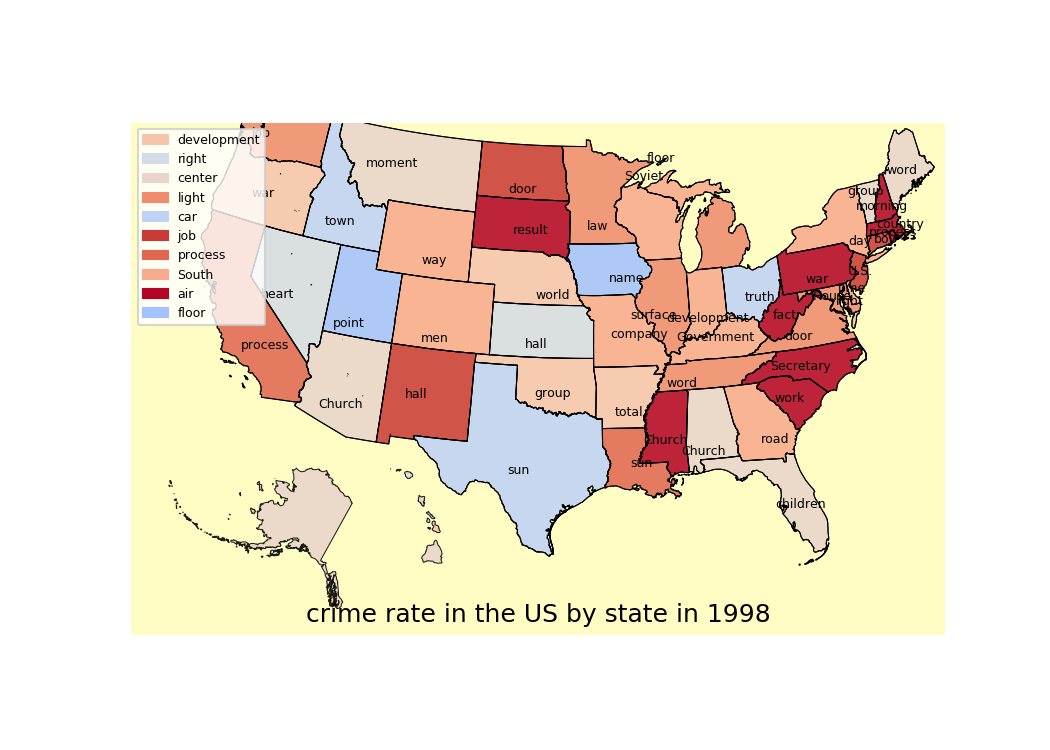 development
right
center
light
car
job
process
South
air
floor
war
town
moment
door
result
way
heart
point
process
Church
men
hall
world
hall
group
sun
law
Soviet
floor
name
company
surface
development
Government
total
word
sun
Church
Church
road
children
work
Secretary
door
fact
truth
war
day
U.S.
group
morning
word
country
process
boy
crime rate in the US by state in 1998